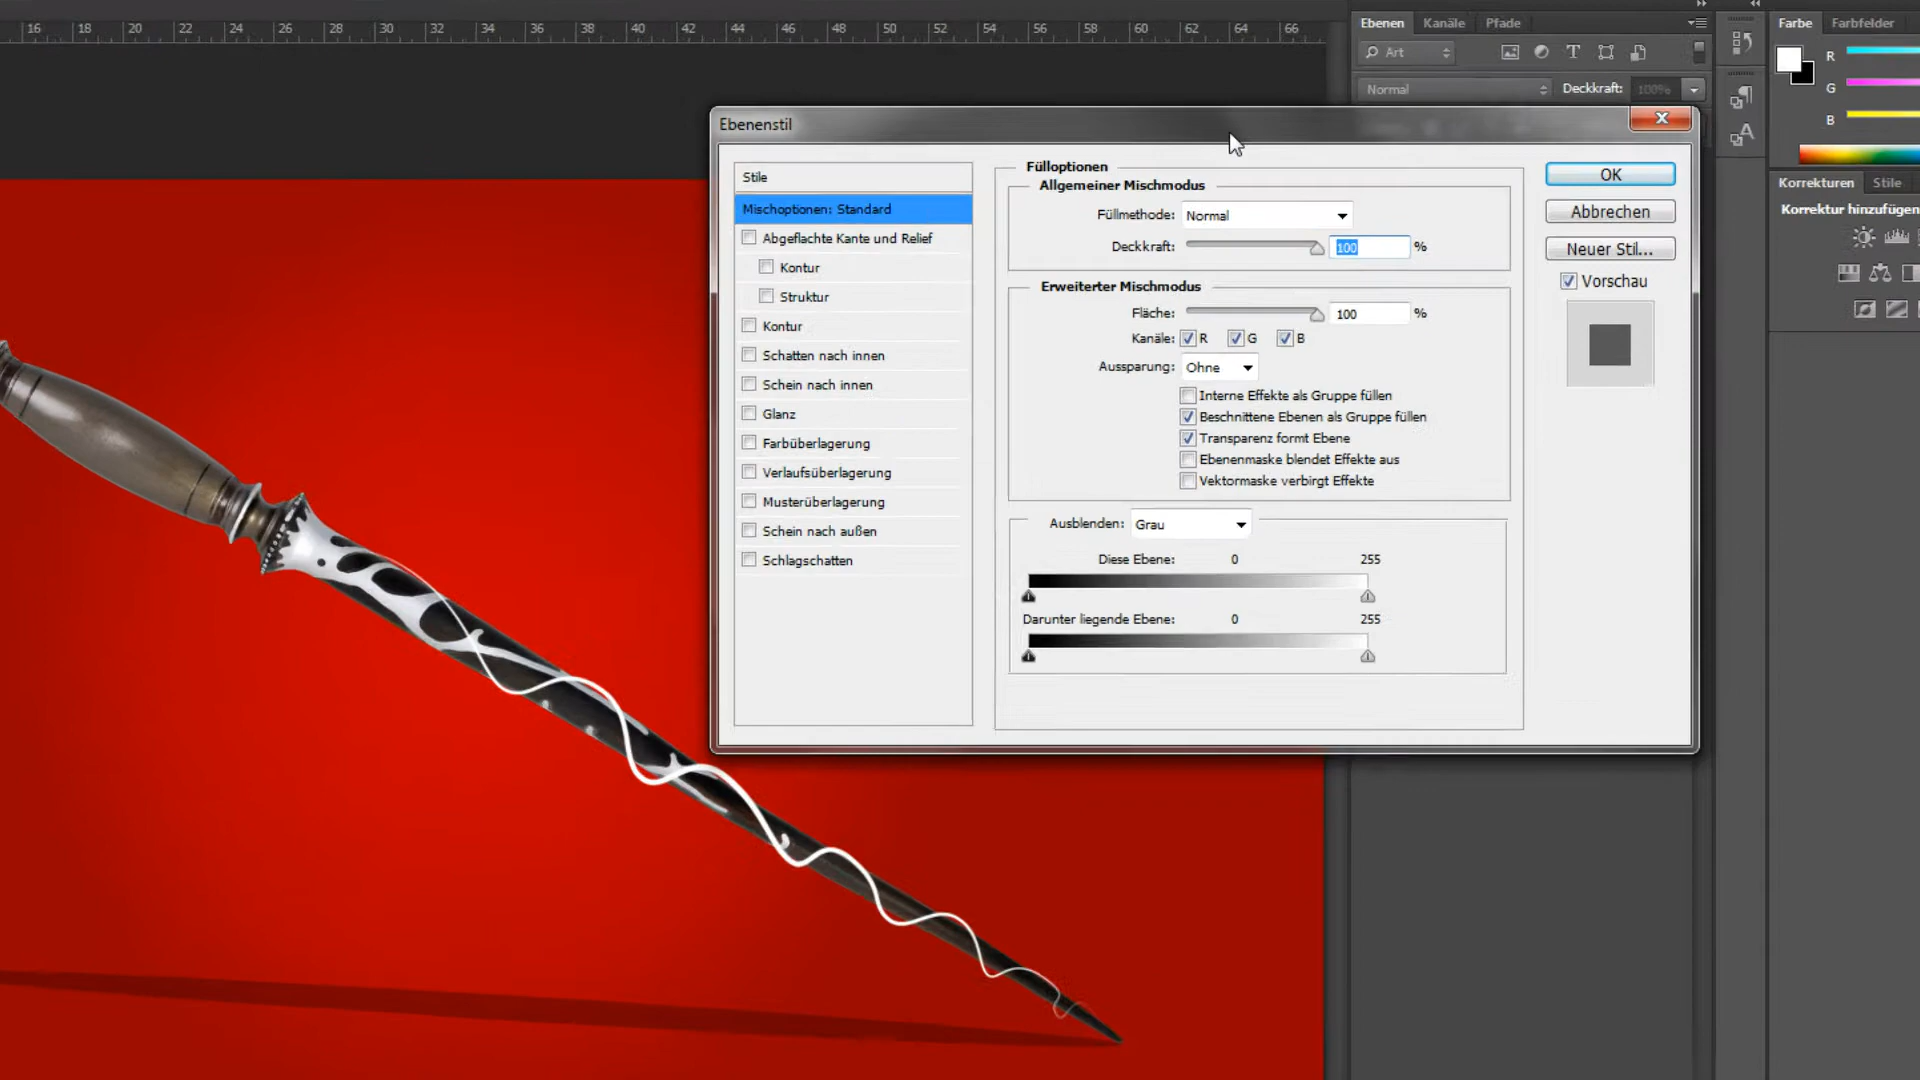 16 18 20 22 24 26 28 30 32 34 36 38 40 42 44 46 48 50 52 54 56 58 60 62 64 66
Ebenen Kanäle Pfade
Art
Normal Deckkraft: 100%
Farbe Farbfelder
R
G
B
Korrekturen Stile
Korrektur hinzufügen
Ebenenstil
Stile
Mischoptionen: Standard
Abgeflachte Kante und Relief
Kontur
Struktur
Kontur
Schatten nach innen
Schein nach innen
Glanz
Farbüberlagerung
Verlaufsüberlagerung
Musterüberlagerung
Schein nach außen
Schlagschatten
Fülloptionen
Allgemeiner Mischmodus
Füllmethode: Normal
Deckkraft: 100 %
Erweiterter Mischmodus
Fläche: 100 %
Kanäle: R G B
Aussparung: Ohne
Interne Effekte als Gruppe füllen
Beschnittene Ebenen als Gruppe füllen
Transparenz formt Ebene
Ebenenmaske blendet Effekte aus
Vektormaske verbirgt Effekte
Ausblenden: Grau
Diese Ebene: 0 255
Darunter liegende Ebene: 0 255
OK
Abbrechen
Neuer Stil...
Vorschau